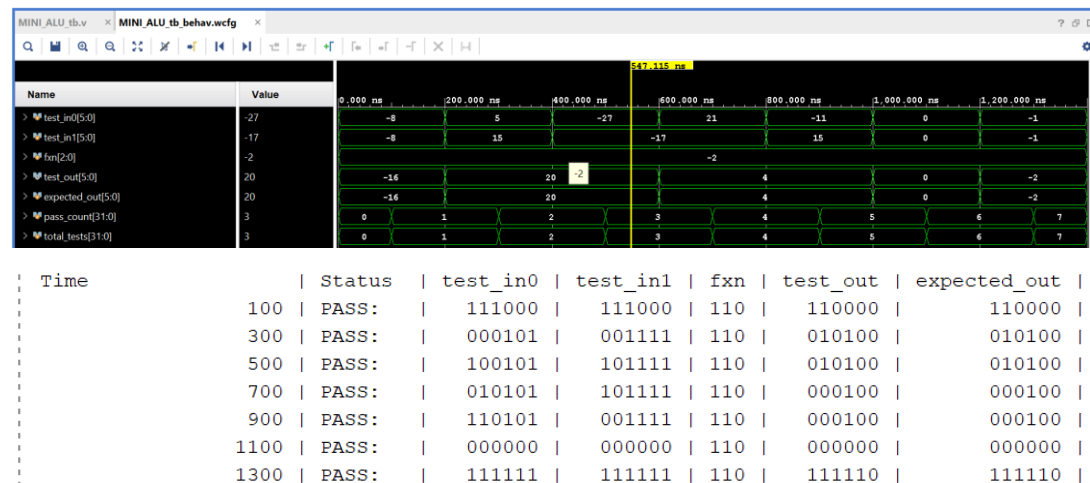 MINI_ALU_tb.v × MINI_ALU_tb_behav.wcfg × ?
547.115 ns
Name Value 0.000 ns 200.000 ns 400.000 ns 600.000 ns 800.000 ns 1,000.000 ns 1,200.000 ns
> test_in0[5:0] -27 -8 5 -27 21 -11 0 -1
> test_in1[5:0] -17 -8 15 -17 15 0 -1
> fxn[2:0] -2 -2
> test_out[5:0] 20 -16 20 -2 4 0 -2
> expected_out[5:0] 20 -16 20 4 0 -2
> pass_count[31:0] 3 0 1 2 3 4 5 6 7
> total_tests[31:0] 3 0 1 2 3 4 5 6 7
Time | Status | test_in0 | test_in1 | fxn | test_out | expected_out |
100 | PASS: | 111000 | 111000 | 110 | 110000 | 110000 |
300 | PASS: | 000101 | 001111 | 110 | 010100 | 010100 |
500 | PASS: | 100101 | 101111 | 110 | 010100 | 010100 |
700 | PASS: | 010101 | 101111 | 110 | 000100 | 000100 |
900 | PASS: | 110101 | 001111 | 110 | 000100 | 000100 |
1100 | PASS: | 000000 | 000000 | 110 | 000000 | 000000 |
1300 | PASS: | 111111 | 111111 | 110 | 111110 | 111110 |